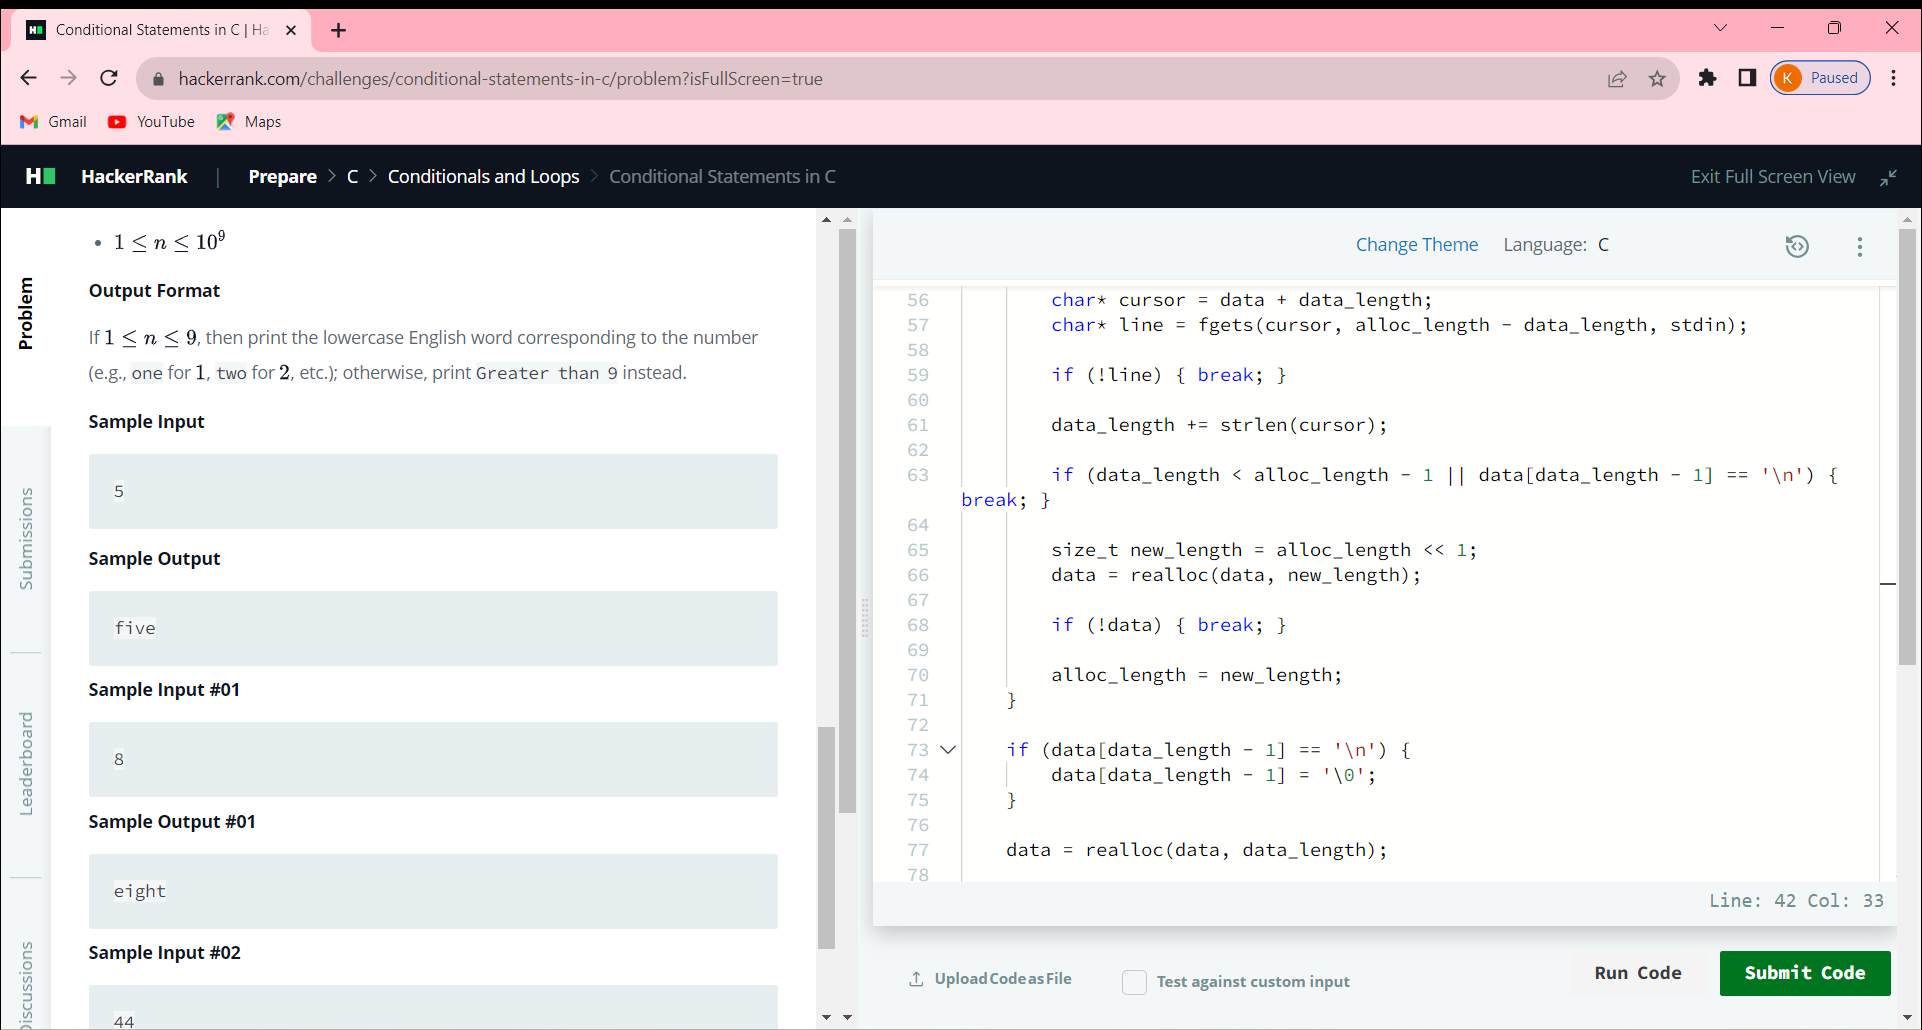 Conditional Statements in C | Ha
hackerrank.com/challenges/conditional-statements-in-c/problem?isFullScreen=true
K Paused
Gmail YouTube Maps
H HackerRank | Prepare > C > Conditionals and Loops > Conditional Statements in C
Exit Full Screen View
Problem
Submissions
Leaderboard
Discussions
• 1 ≤ n ≤ 10⁹
Output Format
If 1 ≤ n ≤ 9, then print the lowercase English word corresponding to the number
(e.g., one for 1, two for 2, etc.); otherwise, print Greater than 9 instead.
Sample Input
5
Sample Output
five
Sample Input #01
8
Sample Output #01
eight
Sample Input #02
44
Change Theme Language: C
56 char* cursor = data + data_length;
57 char* line = fgets(cursor, alloc_length - data_length, stdin);
58
59 if (!line) { break; }
60
61 data_length += strlen(cursor);
62
63 if (data_length < alloc_length - 1 || data[data_length - 1] == '\n') {
break; }
64
65 size_t new_length = alloc_length << 1;
66 data = realloc(data, new_length);
67
68 if (!data) { break; }
69
70 alloc_length = new_length;
71 }
72
73 if (data[data_length - 1] == '\n') {
74 data[data_length - 1] = '\0';
75 }
76
77 data = realloc(data, data_length);
78
Line: 42 Col: 33
Upload Code as File
Test against custom input
Run Code
Submit Code